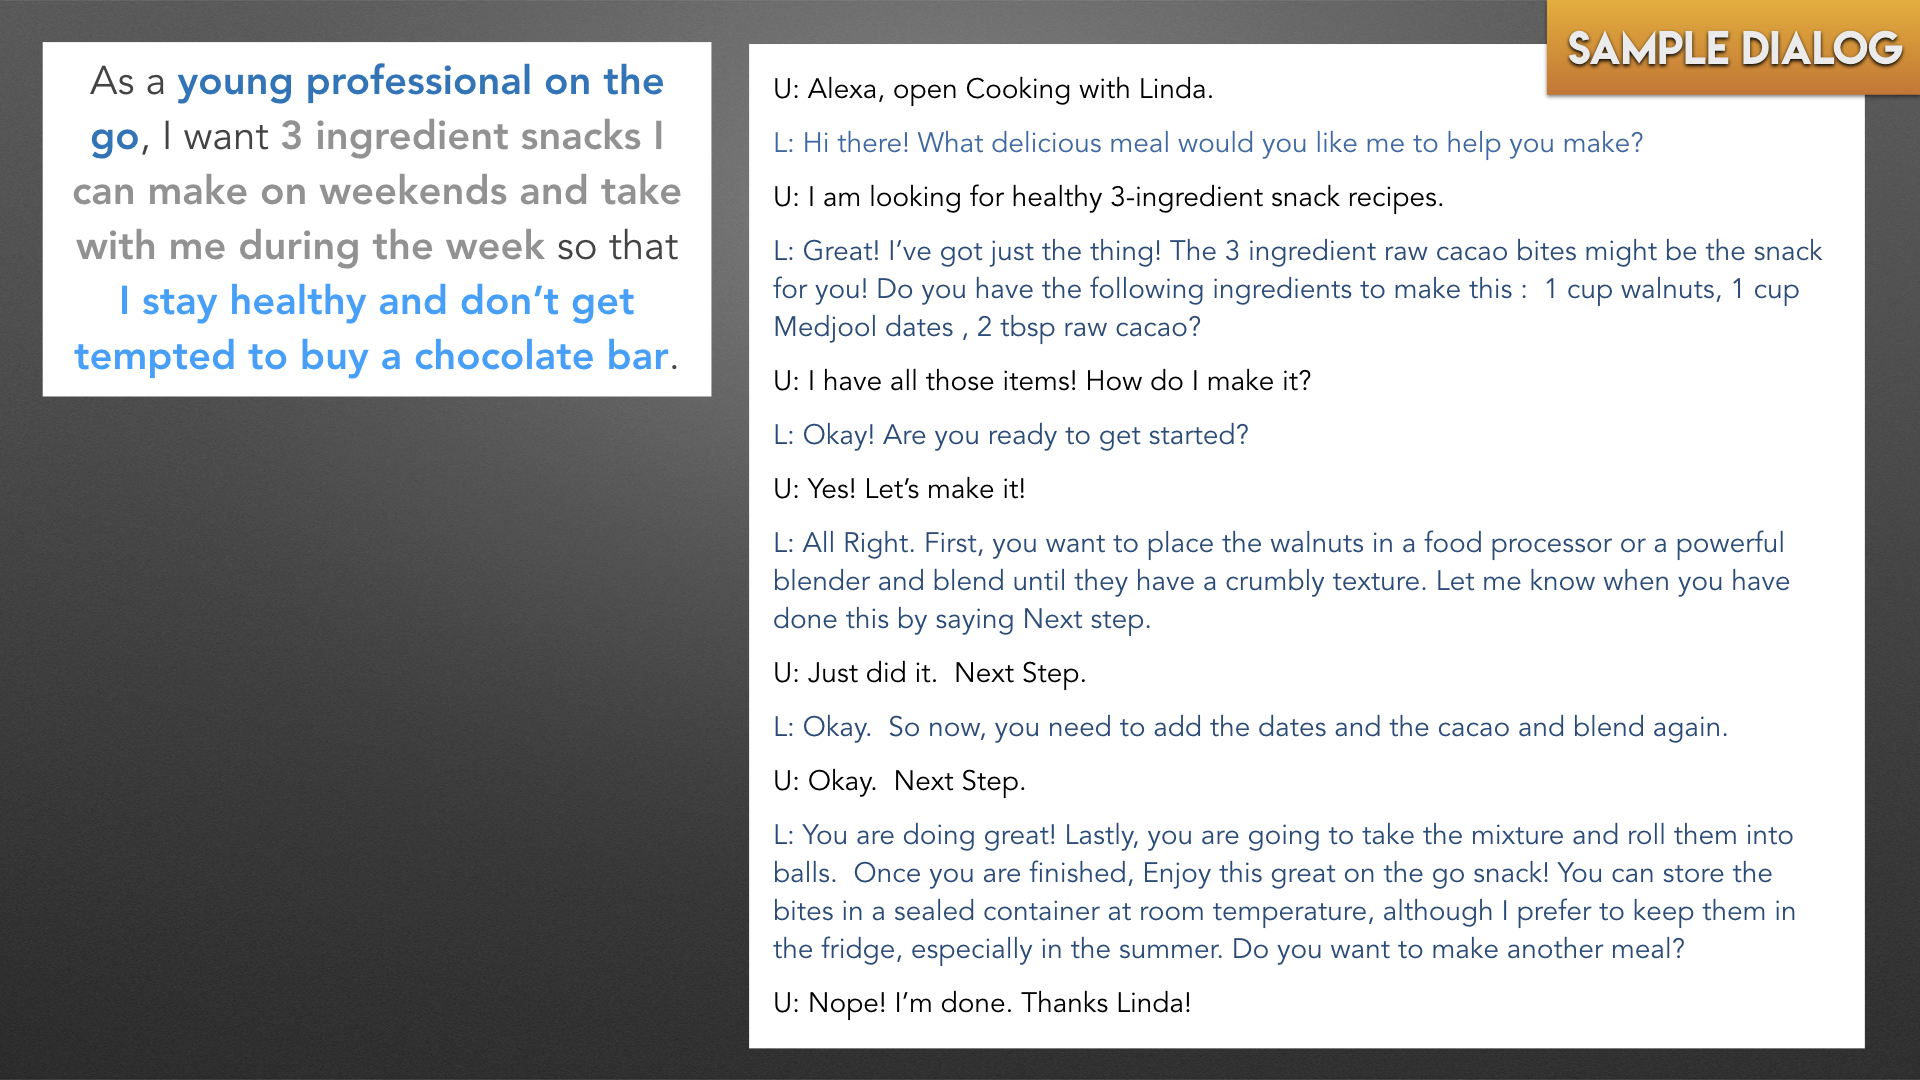 As a young professional on the
go, I want 3 ingredient snacks I
can make on weekends and take
with me during the week so that
I stay healthy and don’t get
tempted to buy a chocolate bar.
SAMPLE DIALOG
U: Alexa, open Cooking with Linda.
L: Hi there! What delicious meal would you like me to help you make?
U: I am looking for healthy 3-ingredient snack recipes.
L: Great! I’ve got just the thing! The 3 ingredient raw cacao bites might be the snack
for you! Do you have the following ingredients to make this :  1 cup walnuts, 1 cup
Medjool dates , 2 tbsp raw cacao?
U: I have all those items! How do I make it?
L: Okay! Are you ready to get started?
U: Yes! Let’s make it!
L: All Right. First, you want to place the walnuts in a food processor or a powerful
blender and blend until they have a crumbly texture. Let me know when you have
done this by saying Next step.
U: Just did it.  Next Step.
L: Okay.  So now, you need to add the dates and the cacao and blend again.
U: Okay.  Next Step.
L: You are doing great! Lastly, you are going to take the mixture and roll them into
balls.  Once you are finished, Enjoy this great on the go snack! You can store the
bites in a sealed container at room temperature, although I prefer to keep them in
the fridge, especially in the summer. Do you want to make another meal?
U: Nope! I’m done. Thanks Linda!